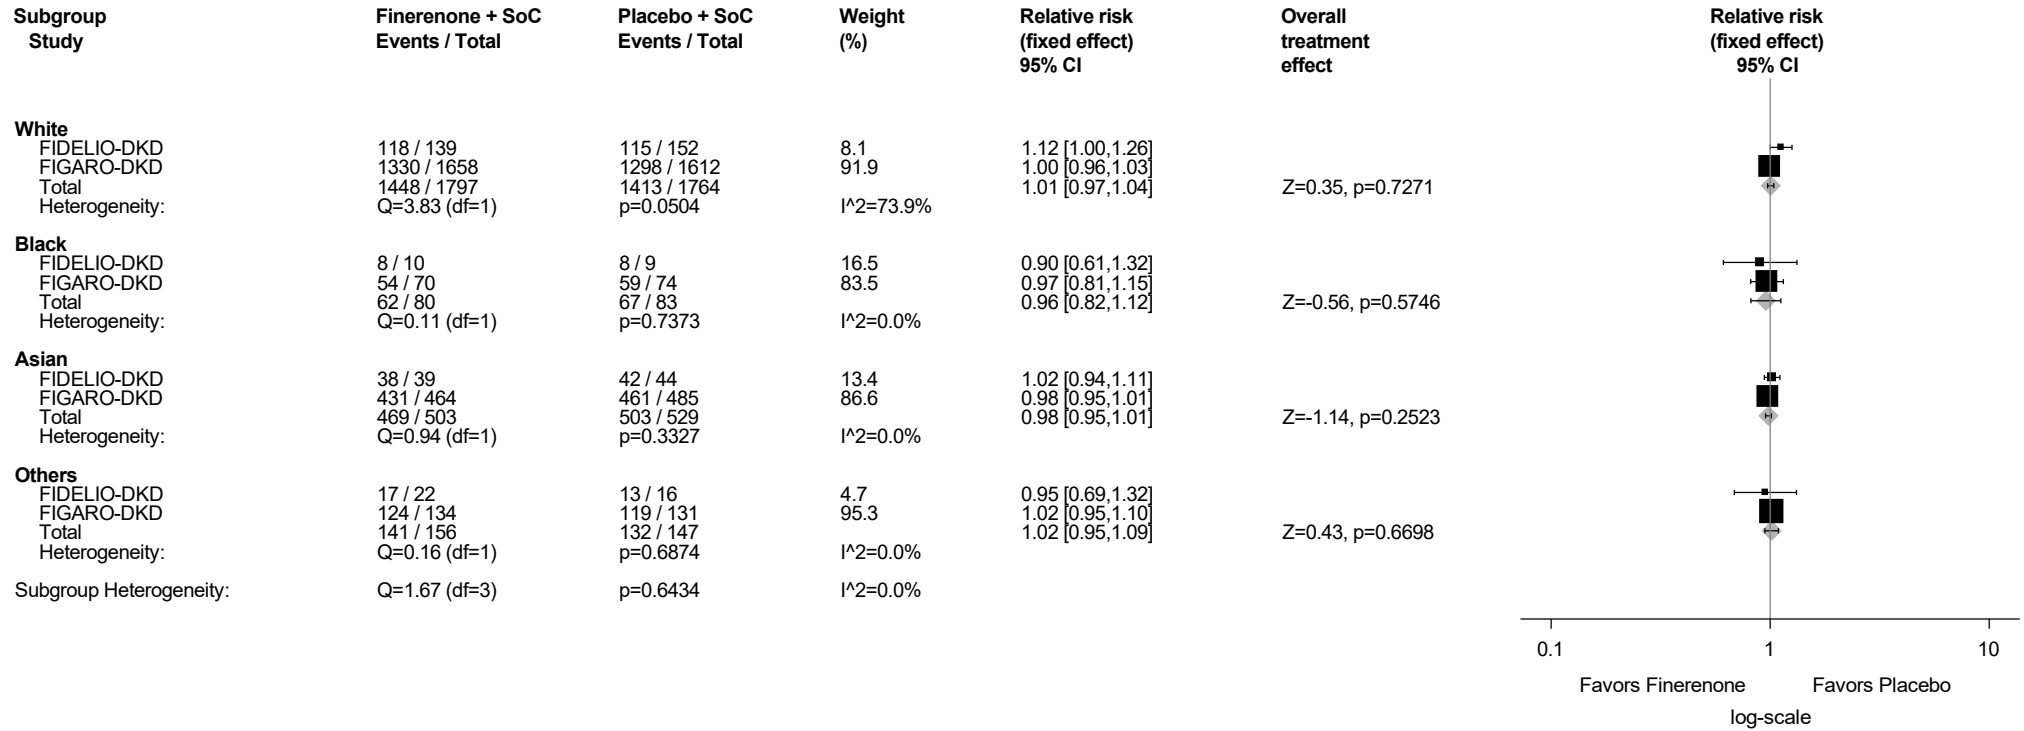 Subgroup Finerenone + SoC Placebo + SoC Weight Relative risk Overall Relative risk
Study Events / Total Events / Total (%) (fixed effect) treatment (fixed effect)
95% CI effect 95% CI
White
FIDELIO-DKD 118 / 139 115 / 152 8.1 1.12 [1.00,1.26]
FIGARO-DKD 1330 / 1658 1298 / 1612 91.9 1.00 [0.96,1.03]
Total 1448 / 1797 1413 / 1764 1.01 [0.97,1.04] Z=0.35, p=0.7271
Heterogeneity: Q=3.83 (df=1) p=0.0504 I^2=73.9%
Black
FIDELIO-DKD 8 / 10 8 / 9 16.5 0.90 [0.61,1.32]
FIGARO-DKD 54 / 70 59 / 74 83.5 0.97 [0.81,1.15]
Total 62 / 80 67 / 83 0.96 [0.82,1.12] Z=-0.56, p=0.5746
Heterogeneity: Q=0.11 (df=1) p=0.7373 I^2=0.0%
Asian
FIDELIO-DKD 38 / 39 42 / 44 13.4 1.02 [0.94,1.11]
FIGARO-DKD 431 / 464 461 / 485 86.6 0.98 [0.95,1.01]
Total 469 / 503 503 / 529 0.98 [0.95,1.01] Z=-1.14, p=0.2523
Heterogeneity: Q=0.94 (df=1) p=0.3327 I^2=0.0%
Others
FIDELIO-DKD 17 / 22 13 / 16 4.7 0.95 [0.69,1.32]
FIGARO-DKD 124 / 134 119 / 131 95.3 1.02 [0.95,1.10]
Total 141 / 156 132 / 147 1.02 [0.95,1.09] Z=0.43, p=0.6698
Heterogeneity: Q=0.16 (df=1) p=0.6874 I^2=0.0%
Subgroup Heterogeneity: Q=1.67 (df=3) p=0.6434 I^2=0.0%
0.1 1 10
Favors Finerenone Favors Placebo
log-scale